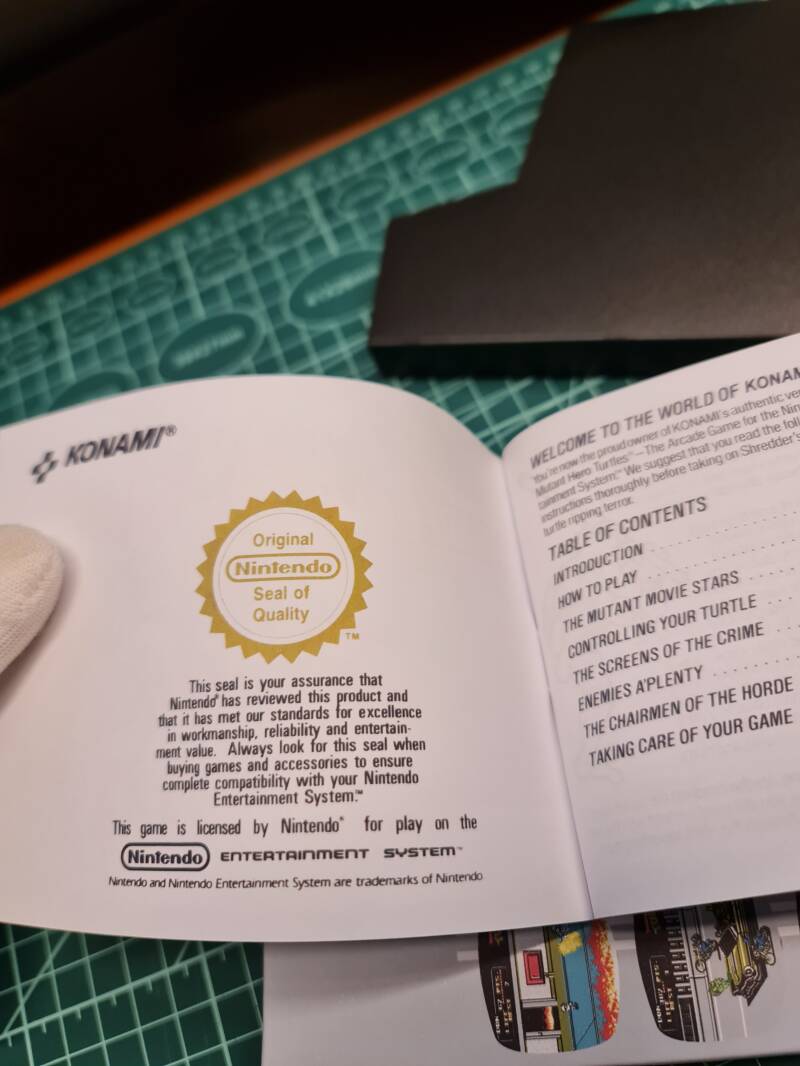 KONAMI®
Original
Nintendo
Seal of
Quality
TM
This seal is your assurance that
Nintendo® has reviewed this product and
that it has met our standards for excellence
in workmanship, reliability and entertain-
ment value. Always look for this seal when
buying games and accessories to ensure
complete compatibility with your Nintendo
Entertainment System.™
This game is licensed by Nintendo® for play on the
Nintendo ENTERTAINMENT SYSTEM™
Nintendo and Nintendo Entertainment System are trademarks of Nintendo
WELCOME TO THE WORLD OF KONAM
You're now the proud owner of KONAMI's authentic ve
Mutant Hero Turtles™—The Arcade Game for the Nin
tainment System.™ We suggest that you read the foll
instructions thoroughly before taking on Shredder's
turtle ripping terror.
TABLE OF CONTENTS
INTRODUCTION . . . . . . . . . .
HOW TO PLAY . . . . . . . . . .
THE MUTANT MOVIE STARS . . . . .
CONTROLLING YOUR TURTLE . . .
THE SCREENS OF THE CRIME . . .
ENEMIES A'PLENTY . . . . . . . .
THE CHAIRMEN OF THE HORDE
TAKING CARE OF YOUR GAME